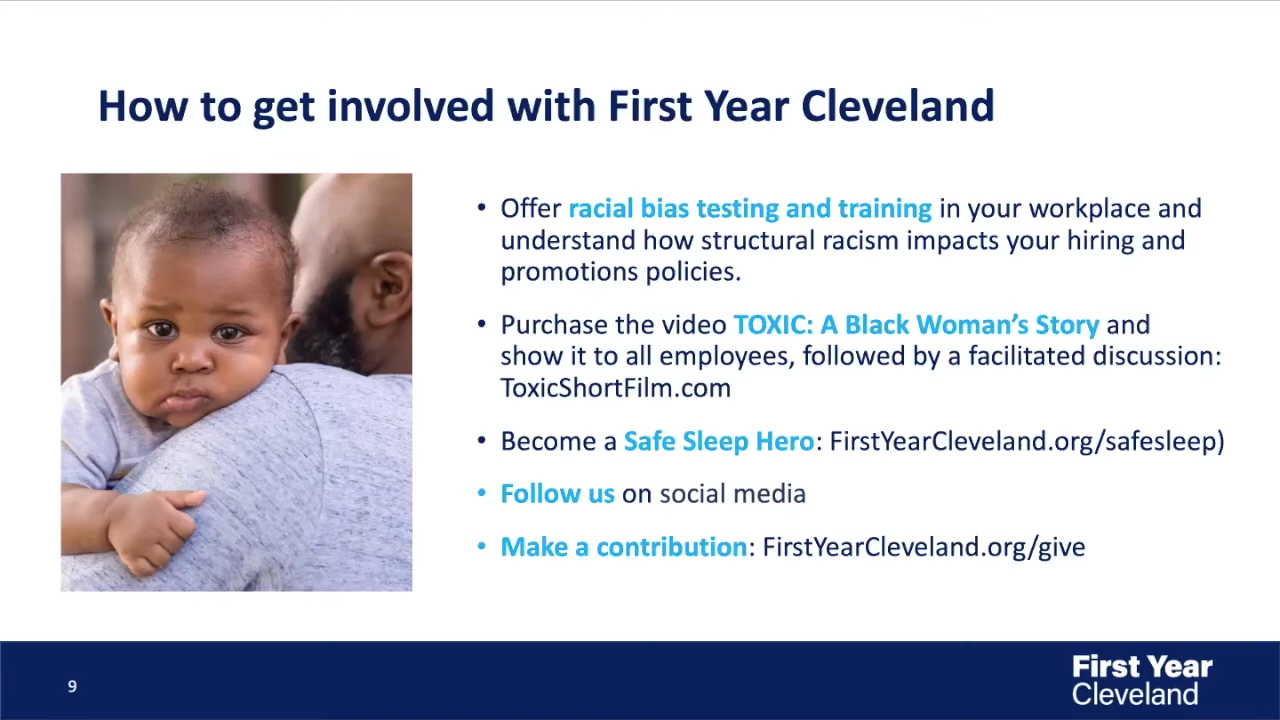 How to get involved with First Year Cleveland
• Offer racial bias testing and training in your workplace and
understand how structural racism impacts your hiring and
promotions policies.
• Purchase the video TOXIC: A Black Woman’s Story and
show it to all employees, followed by a facilitated discussion:
ToxicShortFilm.com
• Become a Safe Sleep Hero: FirstYearCleveland.org/safesleep)
• Follow us on social media
• Make a contribution: FirstYearCleveland.org/give
9
First Year
Cleveland